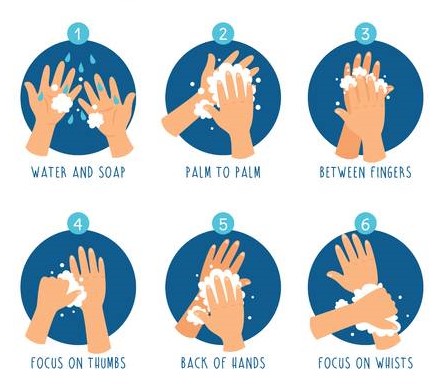 1
2
3
WATER AND SOAP
PALM TO PALM
BETWEEN FINGERS
4
5
6
FOCUS ON THUMBS
BACK OF HANDS
FOCUS ON WHISTS